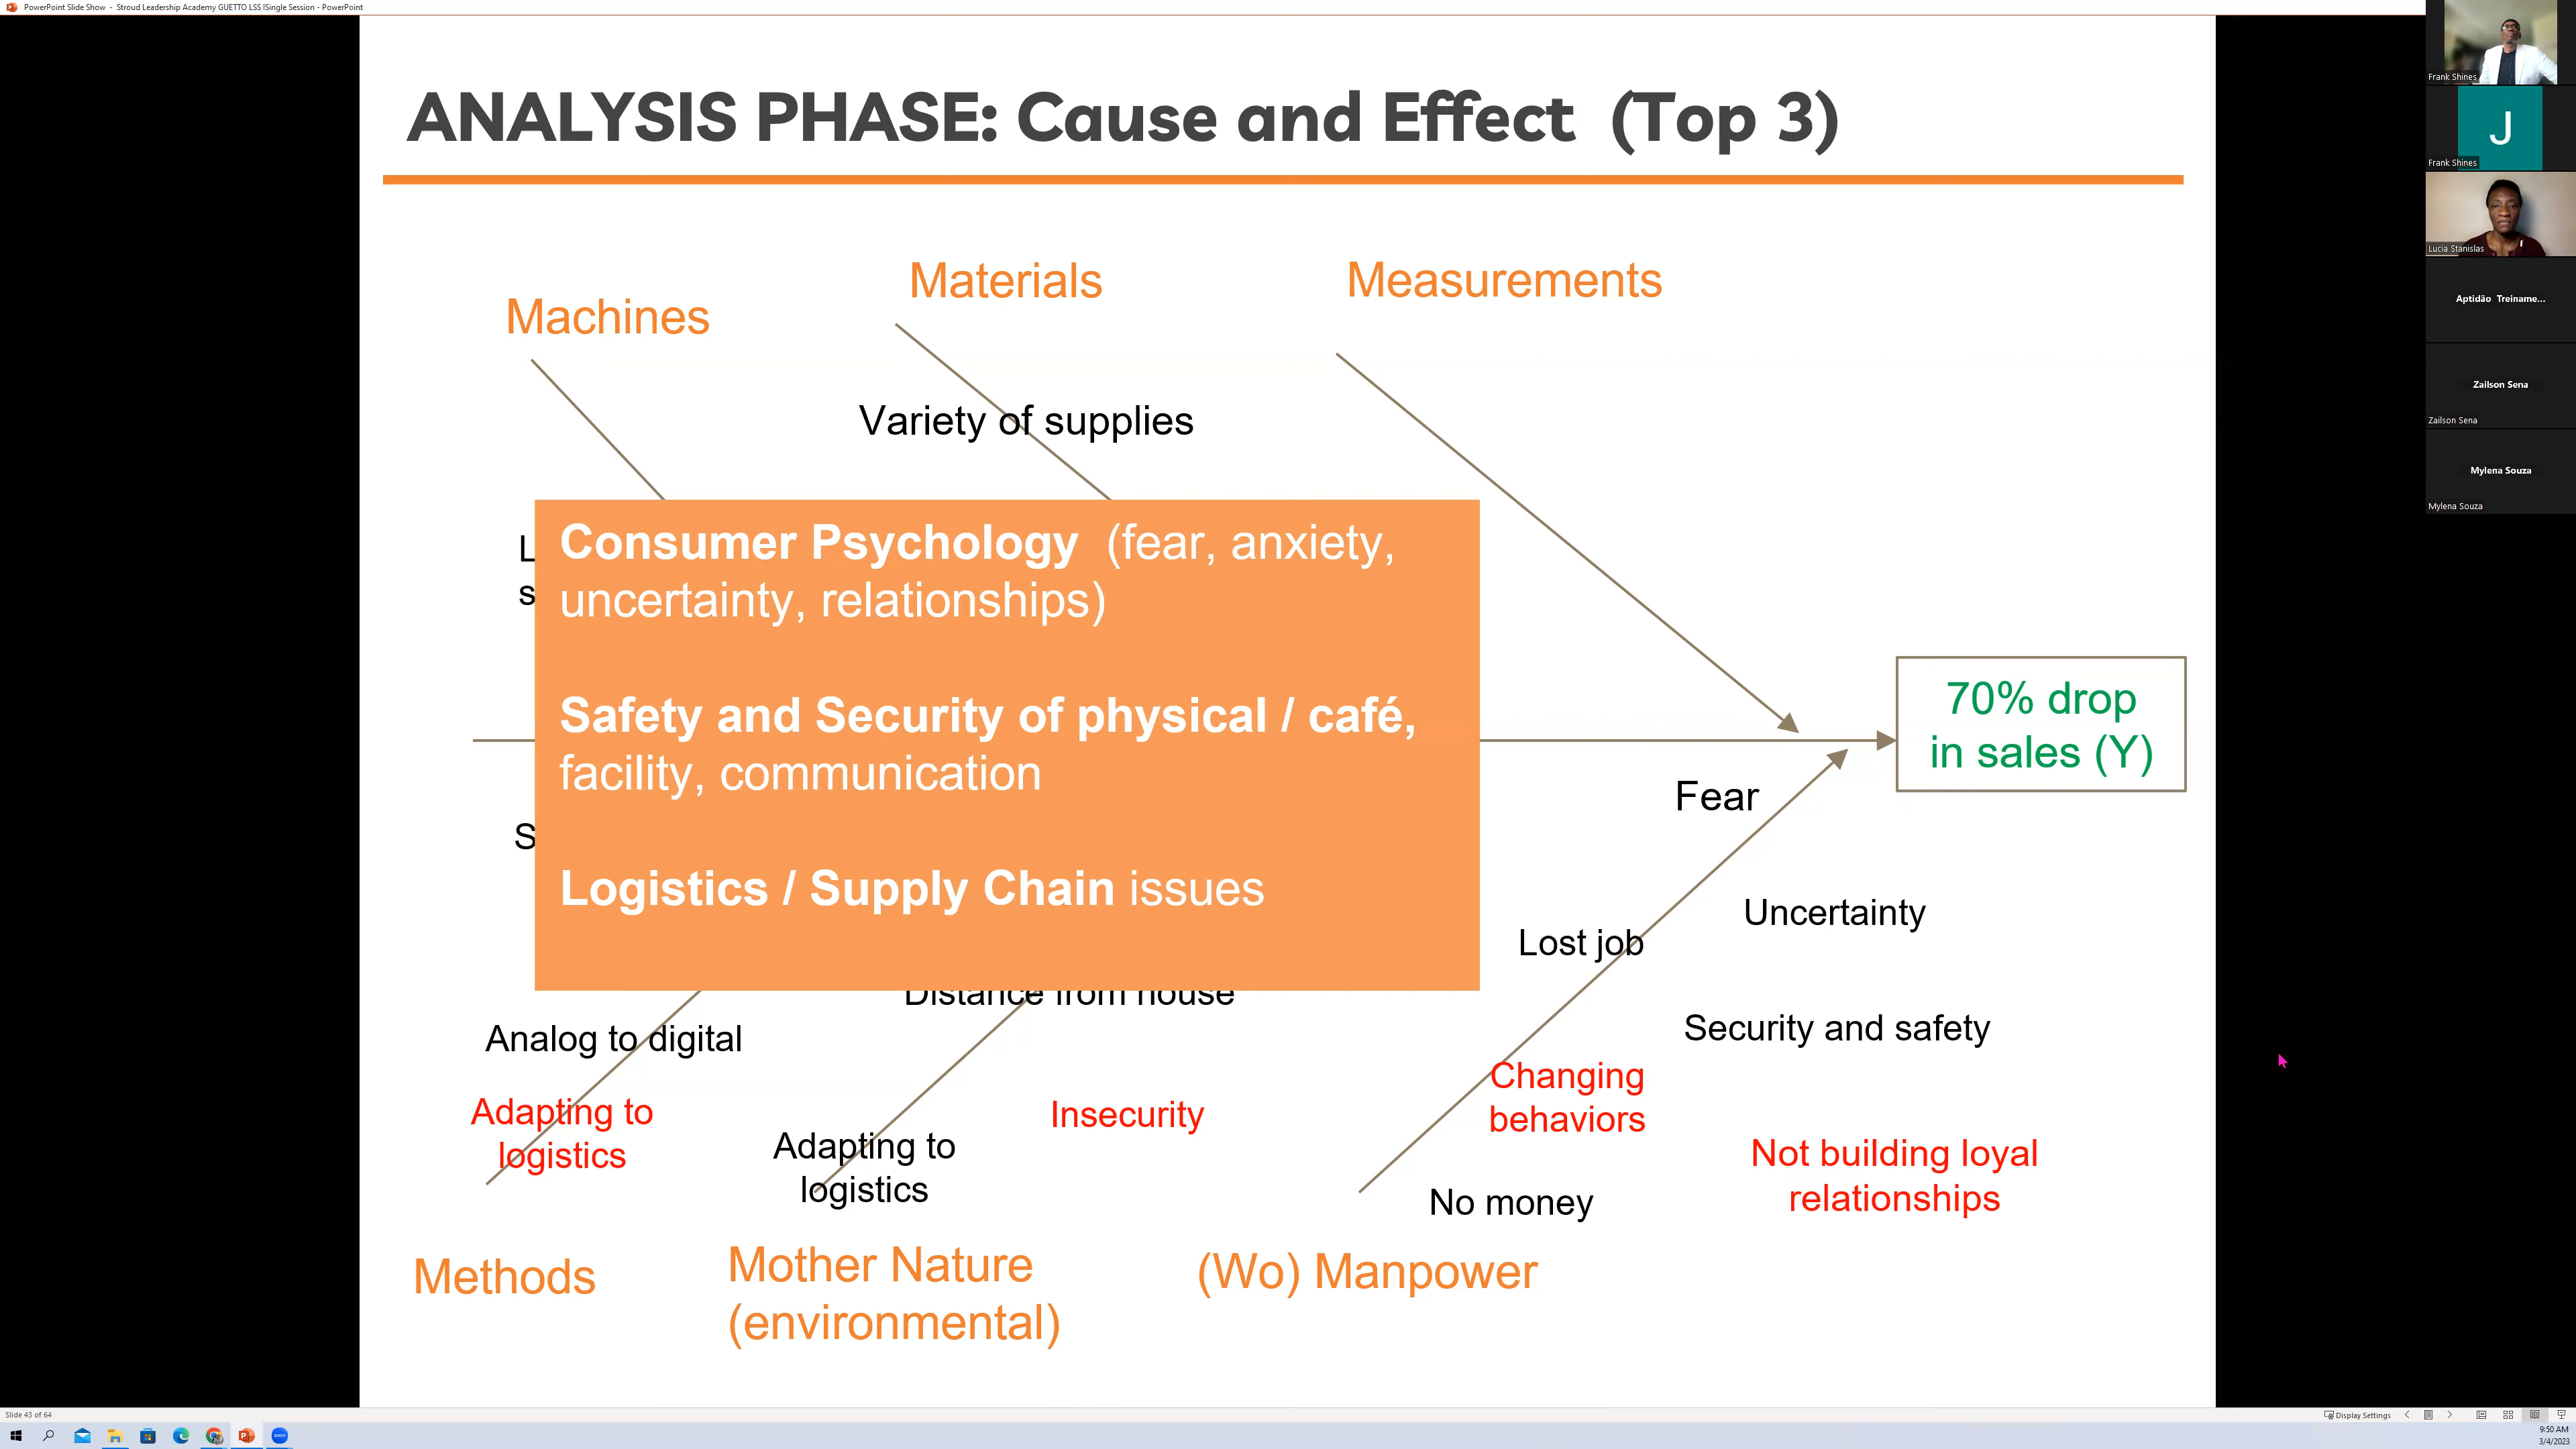 PowerPoint Slide Show - Stroud Leadership Academy GUETTO LSS ISingle Session - PowerPoint
ANALYSIS PHASE: Cause and Effect (Top 3)
Machines
Materials
Measurements
Variety of supplies
L
s
Consumer Psychology (fear, anxiety,
uncertainty, relationships)
Safety and Security of physical / café,
facility, communication
Logistics / Supply Chain issues
70% drop
in sales (Y)
S
Fear
Uncertainty
Lost job
Distance from house
Security and safety
Analog to digital
Changing
behaviors
Adapting to
logistics
Insecurity
Adapting to
logistics
Not building loyal
relationships
No money
Methods
Mother Nature
(environmental)
(Wo) Manpower
Frank Shines
J
Frank Shines
Lucia Stanislas
Aptidão Treiname...
Zailson Sena
Zailson Sena
Mylena Souza
Mylena Souza
Slide 43 of 64
Display Settings
9:50 AM
3/4/2023